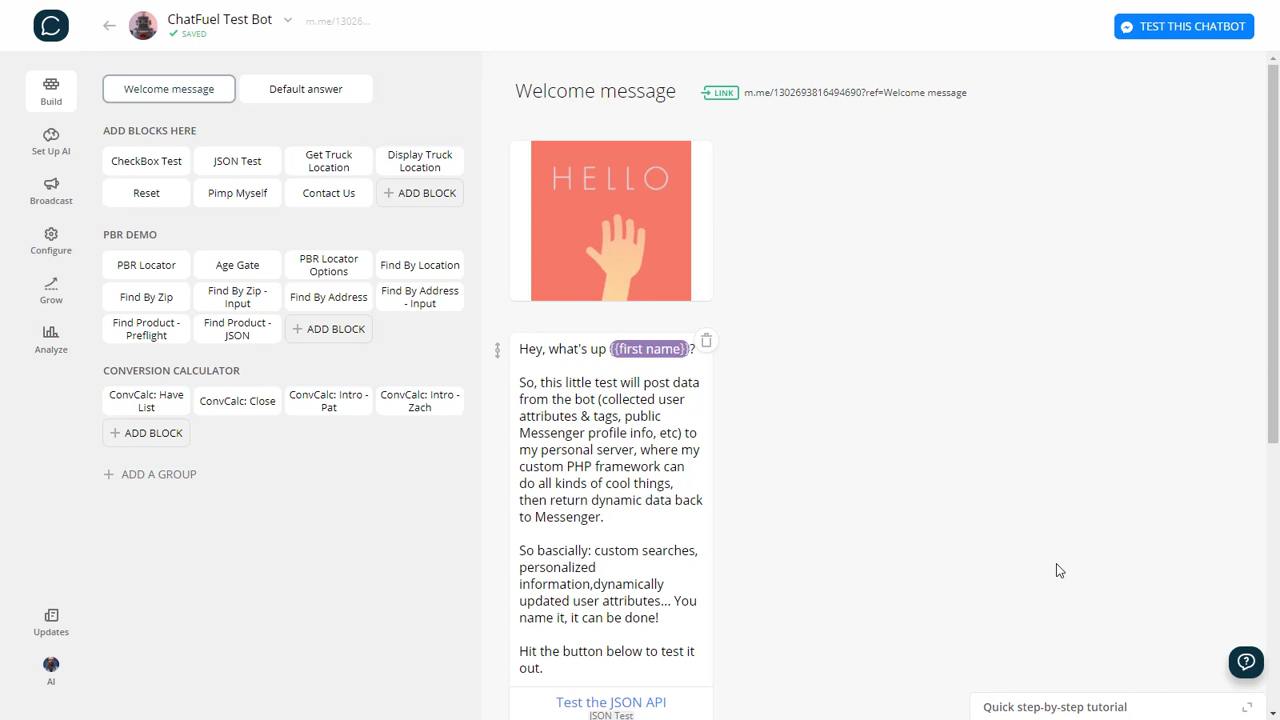 ChatFuel Test Bot
m.me/13026...
SAVED
TEST THIS CHATBOT
Build
Set Up AI
Broadcast
Configure
Grow
Analyze
Updates
AI
Welcome message
Default answer
ADD BLOCKS HERE
CheckBox Test
JSON Test
Get Truck
Location
Display Truck
Location
Reset
Pimp Myself
Contact Us
+ ADD BLOCK
PBR DEMO
PBR Locator
Age Gate
PBR Locator
Options
Find By Location
Find By Zip
Find By Zip -
Input
Find By Address
Find By Address
- Input
Find Product -
Preflight
Find Product -
JSON
+ ADD BLOCK
CONVERSION CALCULATOR
ConvCalc: Have
List
ConvCalc: Close
ConvCalc: Intro -
Pat
ConvCalc: Intro -
Zach
+ ADD BLOCK
+ ADD A GROUP
Welcome message
LINK
m.me/1302693816494690?ref=Welcome message
HELLO
Hey, what's up {{first name}}?
So, this little test will post data
from the bot (collected user
attributes & tags, public
Messenger profile info, etc) to
my personal server, where my
custom PHP framework can
do all kinds of cool things,
then return dynamic data back
to Messenger.
So bascially: custom searches,
personalized
information,dynamically
updated user attributes... You
name it, it can be done!
Hit the button below to test it
out.
Test the JSON API
JSON Test
Quick step-by-step tutorial